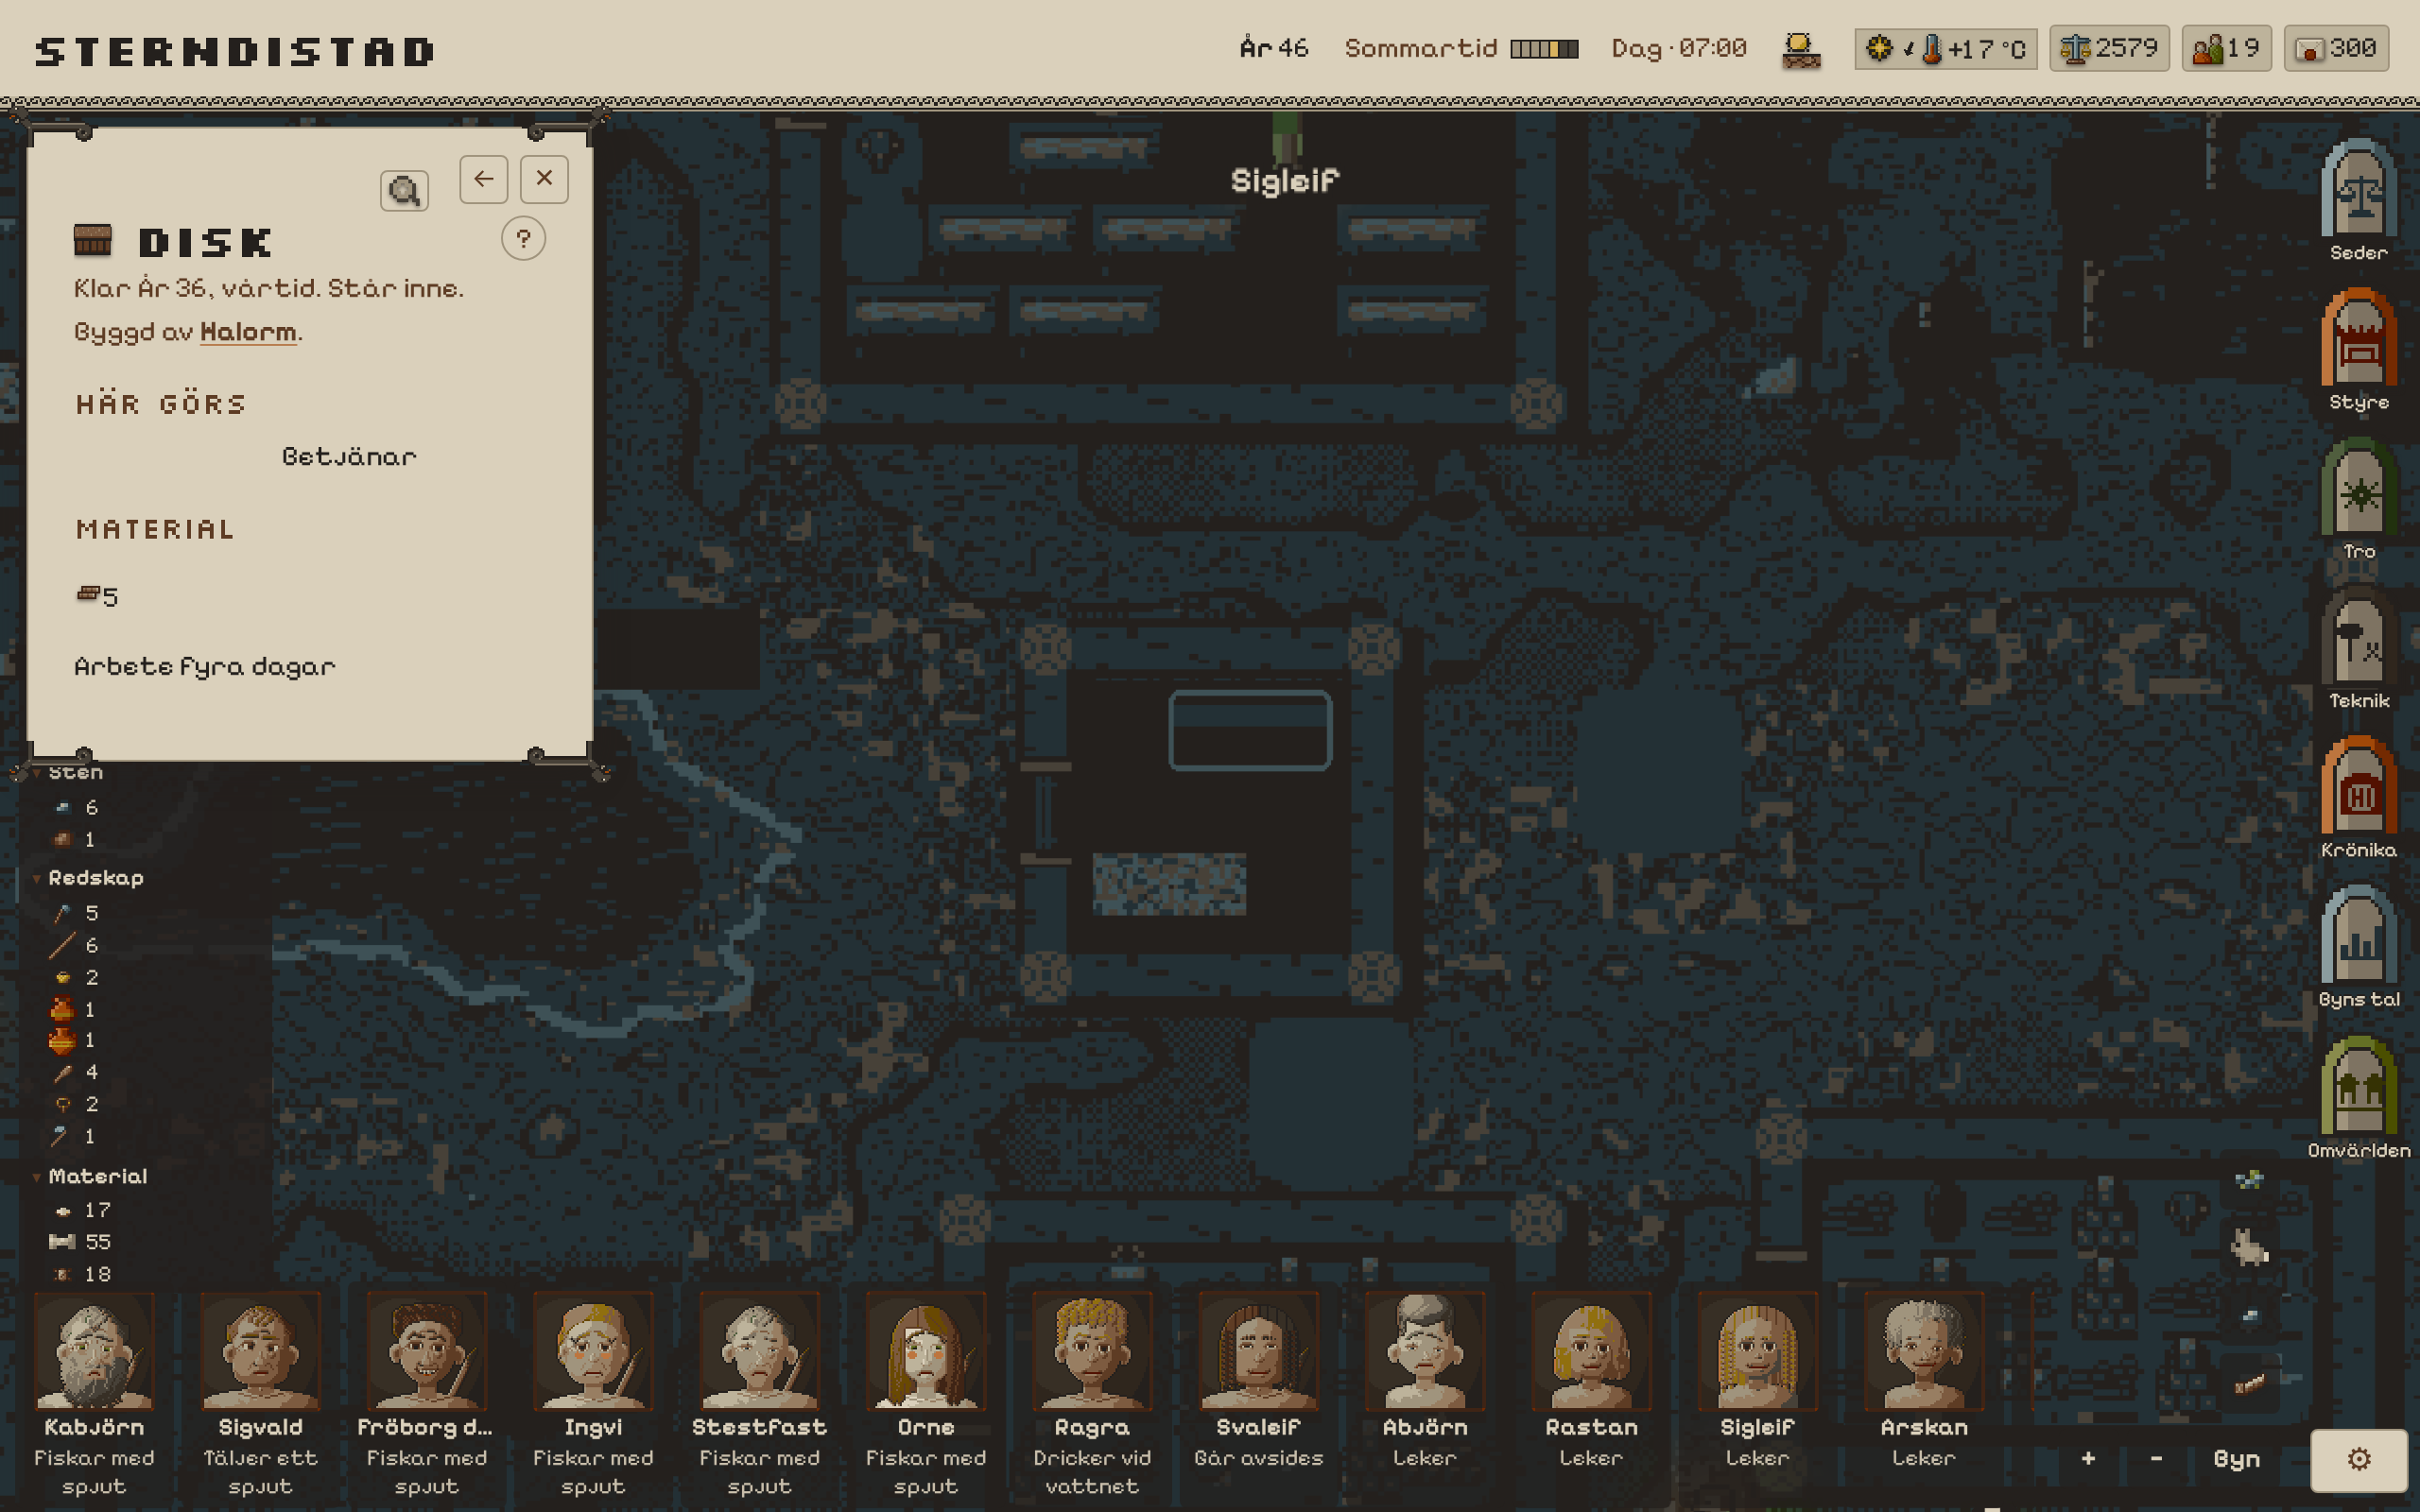 STERNDISTAD
År 46
Sommartid
Dag · 07:00
+17 °C
2579
19
300
DISK
?
Klar År 36, vårtid. Står inne.
Byggd av Halorm.
HÄR GÖRS
Betjänar
MATERIAL
5
Arbete fyra dagar
Sigleif
Seder
Styre
Tro
Teknik
Krönika
Byns tal
Omvärlden
Sten
6
1
Redskap
5
6
2
1
1
4
2
1
Material
17
55
18
Kabjörn
Fiskar med
spjut
Sigvald
Täljer ett
spjut
Fröborg d...
Fiskar med
spjut
Ingvi
Fiskar med
spjut
Stestfast
Fiskar med
spjut
Orne
Fiskar med
spjut
Ragra
Dricker vid
vattnet
Svaleif
Går avsides
Abjörn
Leker
Rastan
Leker
Sigleif
Leker
Arskan
Leker
+ - Byn